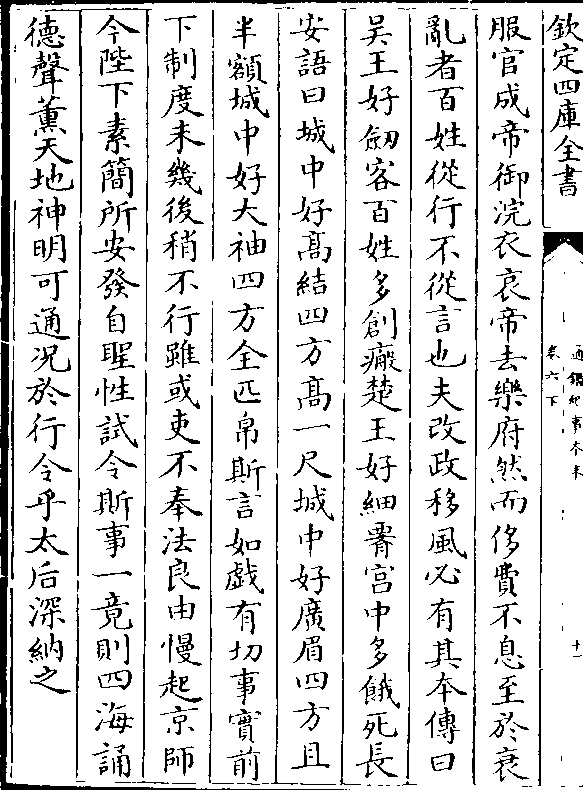 欽定四庫全書
通鑑紀事本末
卷六下
十一
服官成帝御浣衣哀帝去樂府然而侈費不息至於衰
亂者百姓從行不從言也夫改政移風必有其本傳曰
吴王好劒客百姓多創瘢楚王好細腰宫中多餓死長
安語曰城中好髙結四方髙一尺城中好廣眉四方且
半額城中好大袖四方全匹帛斯言如戲有切事實前
下制度未幾後稍不行雖或吏不奉法良由慢起京師
今陛下素簡所安發自聖性試令斯事一竟則四海誦
德聲薰天地神明可通况於行令乎太后深納之